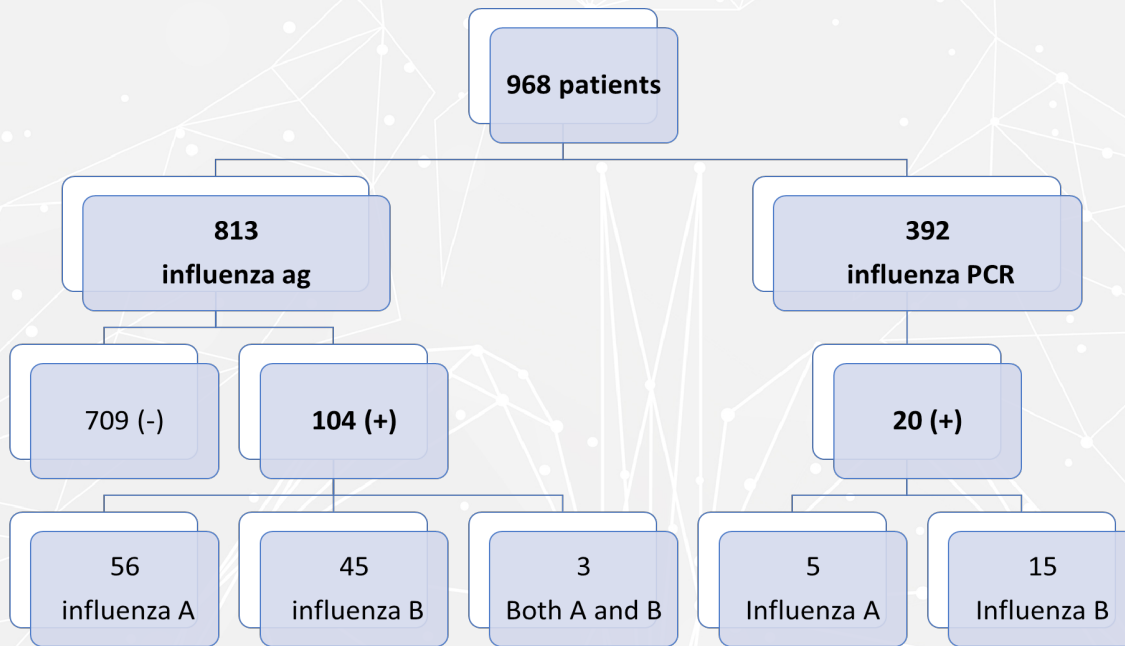 968 patients
813
influenza ag
392
influenza PCR
709 (-)
104 (+)
20 (+)
56
influenza A
45
influenza B
3
Both A and B
5
Influenza A
15
Influenza B